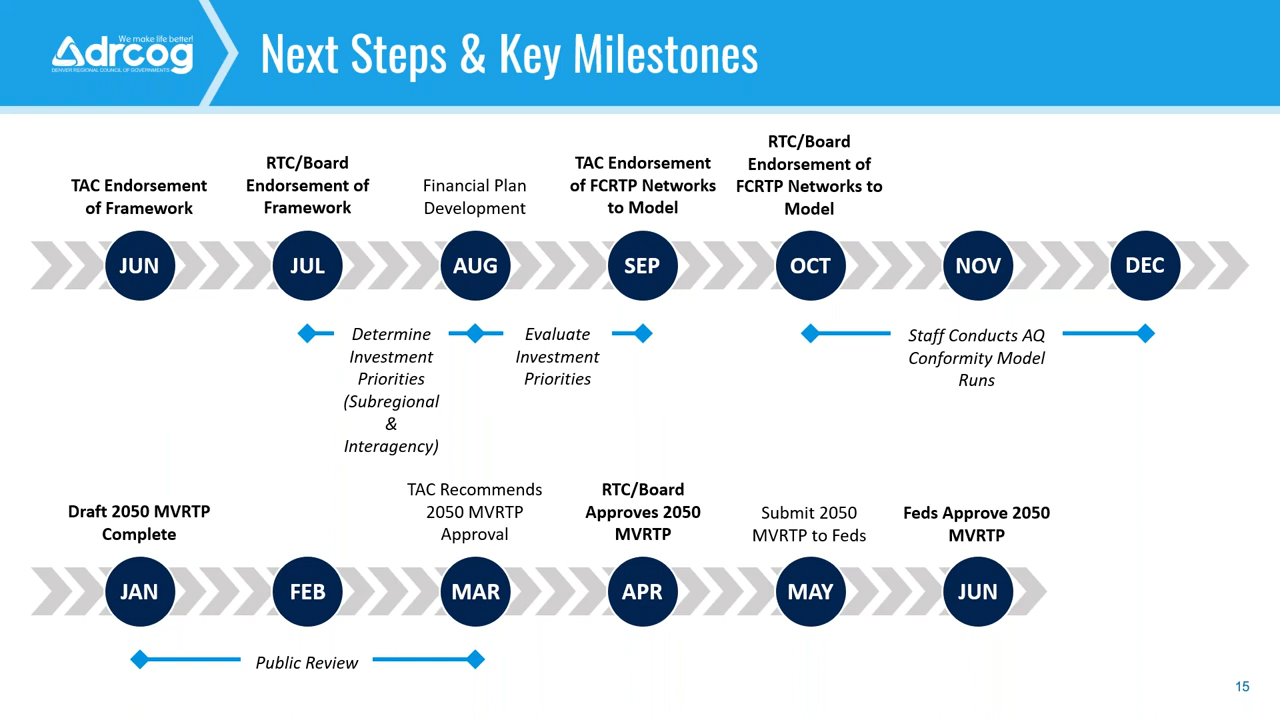 We make life better!
drcog
DENVER REGIONAL COUNCIL OF GOVERNMENTS
Next Steps & Key Milestones
TAC Endorsement
of Framework
RTC/Board
Endorsement of
Framework
Financial Plan
Development
TAC Endorsement
of FCRTP Networks
to Model
RTC/Board
Endorsement of
FCRTP Networks to
Model
JUN
JUL
AUG
SEP
OCT
NOV
DEC
Determine
Investment
Priorities
(Subregional
&
Interagency)
Evaluate
Investment
Priorities
Staff Conducts AQ
Conformity Model
Runs
Draft 2050 MVRTP
Complete
TAC Recommends
2050 MVRTP
Approval
RTC/Board
Approves 2050
MVRTP
Submit 2050
MVRTP to Feds
Feds Approve 2050
MVRTP
JAN
FEB
MAR
APR
MAY
JUN
Public Review
15